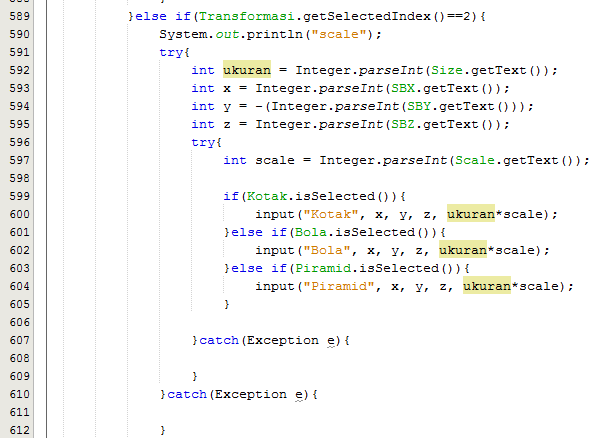 589 }else if(Transformasi.getSelectedIndex()==2){
590 System.out.println("scale");
591 try{
592 int ukuran = Integer.parseInt(Size.getText());
593 int x = Integer.parseInt(SBX.getText());
594 int y = -(Integer.parseInt(SBY.getText()));
595 int z = Integer.parseInt(SBZ.getText());
596 try{
597 int scale = Integer.parseInt(Scale.getText());
598
599 if(Kotak.isSelected()){
600 input("Kotak", x, y, z, ukuran*scale);
601 }else if(Bola.isSelected()){
602 input("Bola", x, y, z, ukuran*scale);
603 }else if(Piramid.isSelected()){
604 input("Piramid", x, y, z, ukuran*scale);
605 }
606
607 }catch(Exception e){
608
609 }
610 }catch(Exception e){
611
612 }